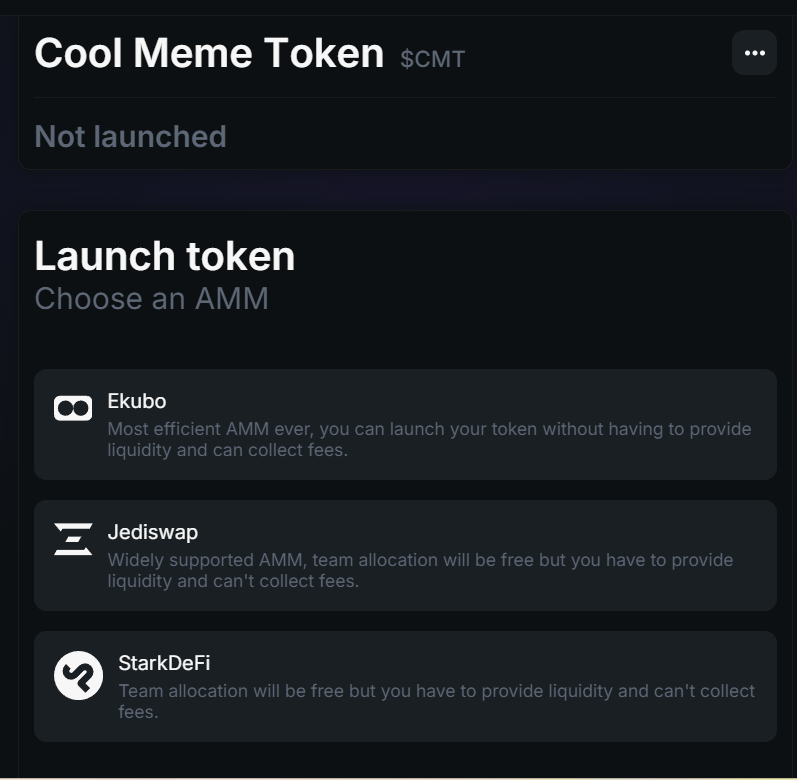 Cool Meme Token $CMT
Not launched
Launch token
Choose an AMM
Ekubo
Most efficient AMM ever, you can launch your token without having to provide
liquidity and can collect fees.
Jediswap
Widely supported AMM, team allocation will be free but you have to provide
liquidity and can't collect fees.
StarkDeFi
Team allocation will be free but you have to provide liquidity and can't collect
fees.